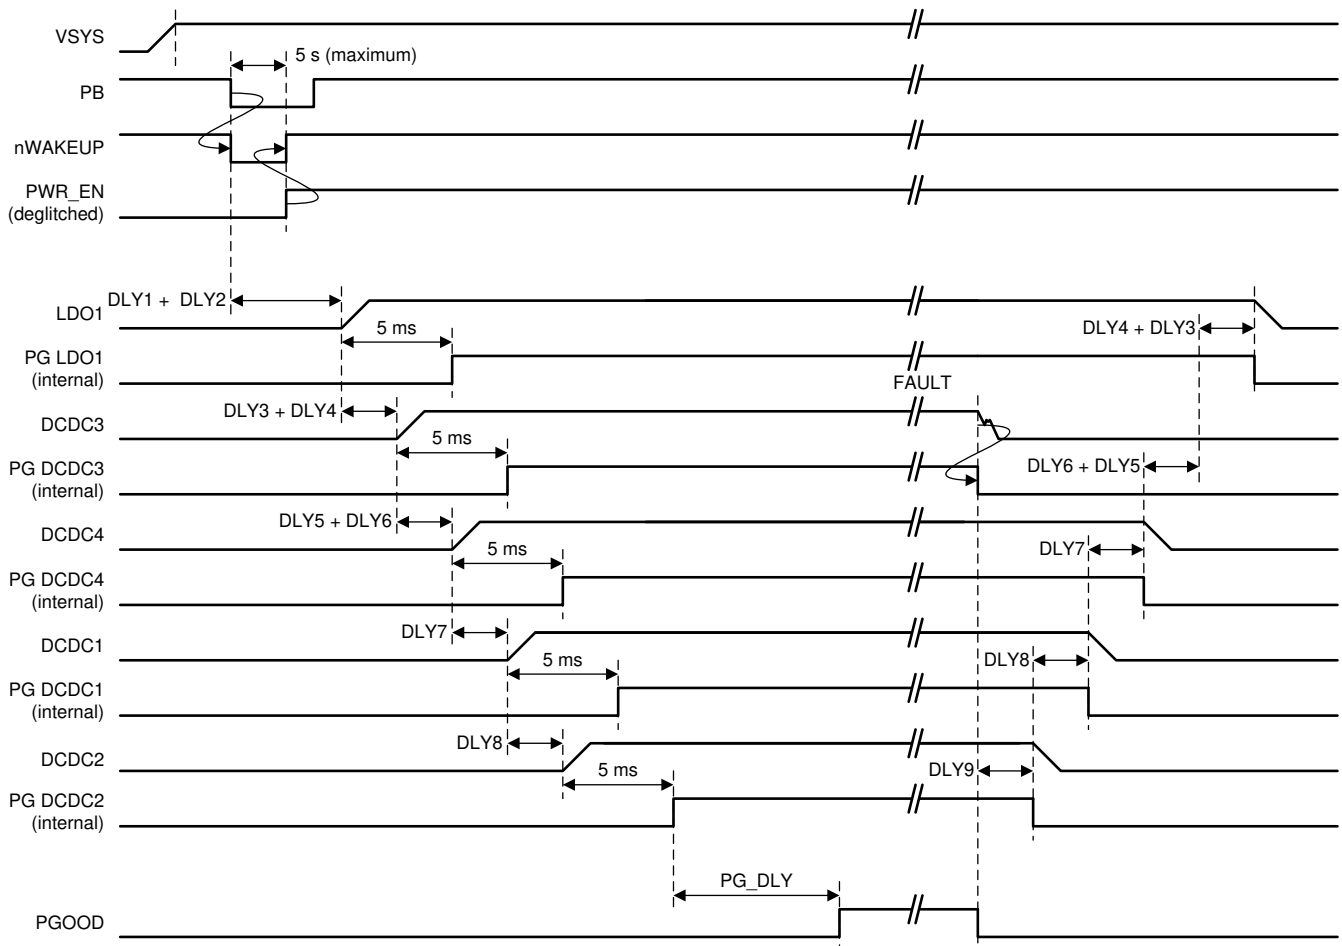 VSYS
5 s (maximum)
PB
nWAKEUP
PWR_EN
(deglitched)
DLY1 + DLY2
LDO1
5 ms
DLY4 + DLY3
PG LDO1
(internal)
FAULT
DLY3 + DLY4
DCDC3
5 ms
PG DCDC3
(internal)
DLY6 + DLY5
DLY5 + DLY6
DCDC4
5 ms
DLY7
PG DCDC4
(internal)
DLY7
DCDC1
5 ms
DLY8
PG DCDC1
(internal)
DLY8
DCDC2
5 ms
DLY9
PG DCDC2
(internal)
PG_DLY
PGOOD